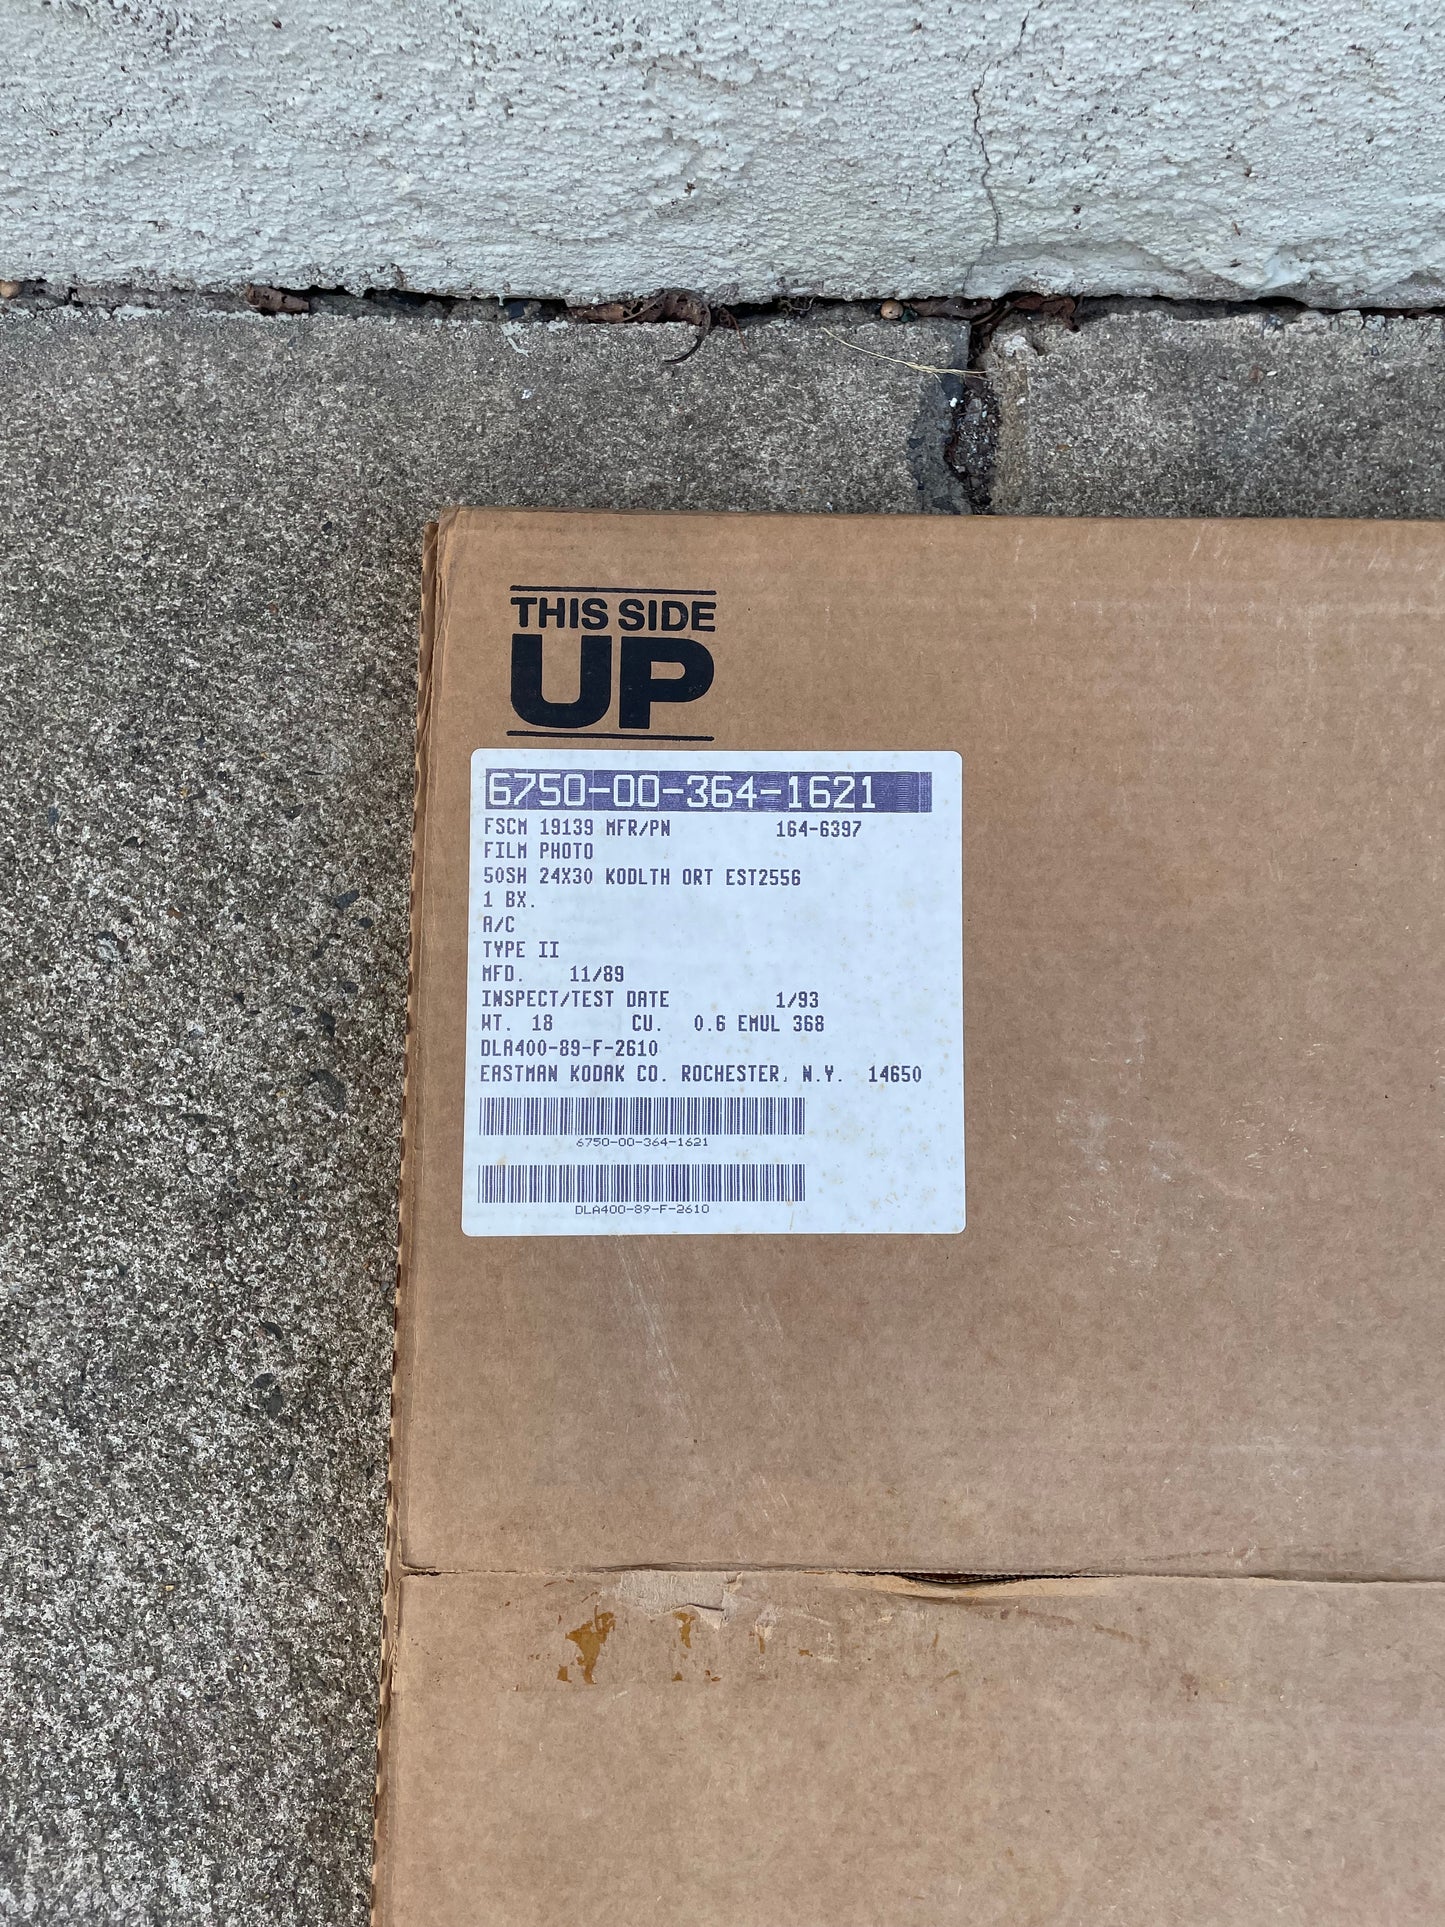 THIS SIDE
UP
6750-00-364-1621
FSCM 19139 MFR/PN 164-6397
FILM PHOTO
50SH 24X30 KODLTH ORT EST2556
1 BX.
A/C
TYPE II
MFD. 11/89
INSPECT/TEST DATE 1/93
WT. 18 CU. 0.6 EMUL 368
DLA400-89-F-2610
EASTMAN KODAK CO. ROCHESTER, N.Y. 14650
6750-00-364-1621
DLA400-89-F-2610